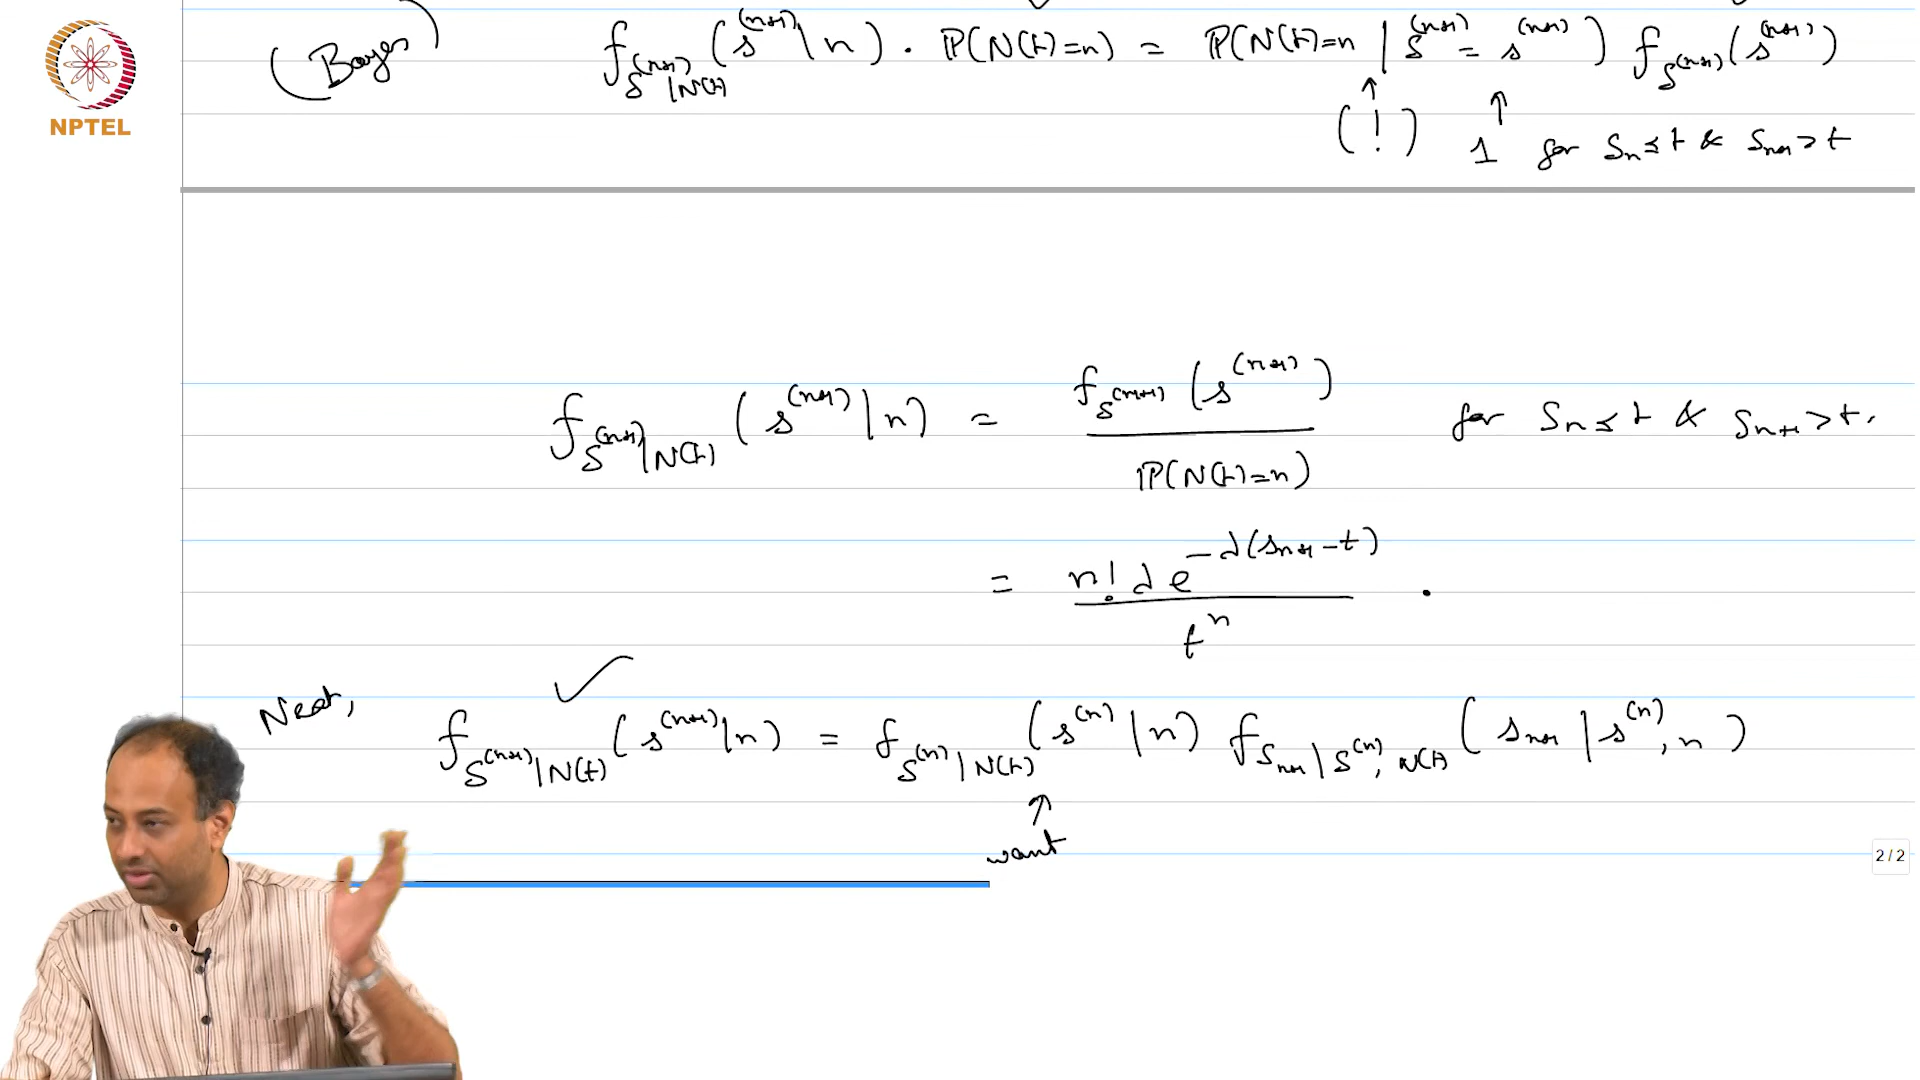 (Bayes) f_{S^{(n+1)}|N(t)} (s^{(n+1)} | n) · ℙ(N(t)=n) = ℙ(N(t)=n | S^{(n+1)} = s^{(n+1)}) f_{S^{(n+1)}}(s^{(n+1)})
NPTEL
↑ ↑
(!) 1 for S_n ≤ t & S_{n+1} > t
f_{S^{(n+1)}|N(t)} (s^{(n+1)} | n) = f_{S^{(n+1)}} (s^{(n+1)}) / ℙ(N(t)=n) for S_n ≤ t & S_{n+1} > t.
= n! λ e^{-λ(s_{n+1} - t)} / t^n .
Next, ✓
f_{S^{(n+1)}|N(t)} (s^{(n+1)} | n) = f_{S^{(n)}|N(t)} (s^{(n)} | n) f_{S_{n+1}|S^{(n)}, N(t)} (s_{n+1} | s^{(n)}, n)
↑
want
2 / 2